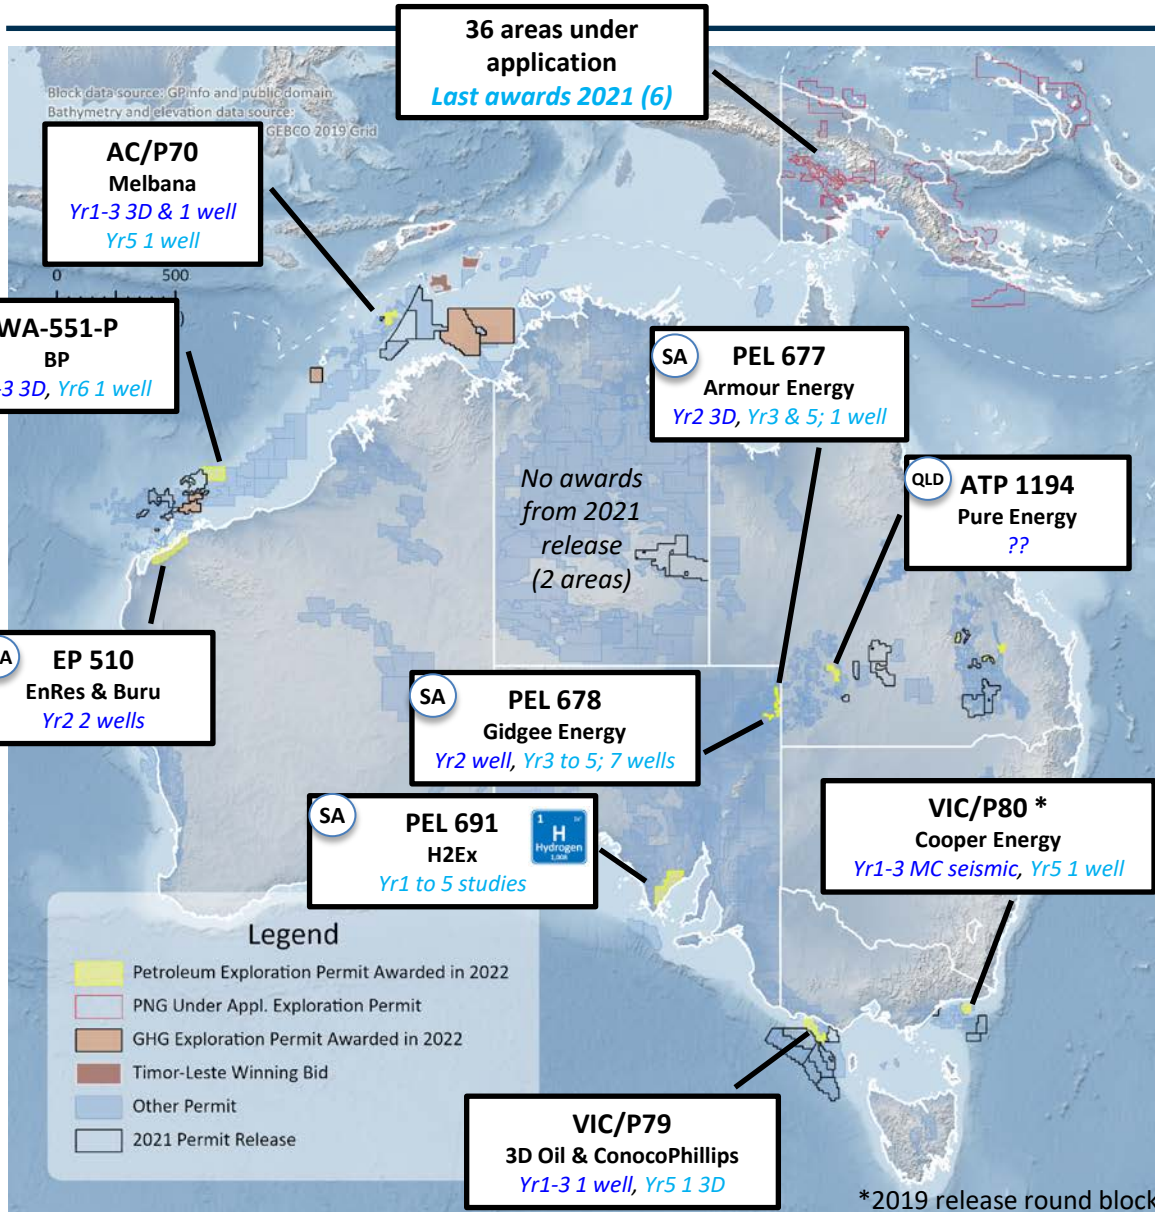 36 areas under
application
Last awards 2021 (6)
Block data source: GPinfo and public domain
Bathymetry and elevation data source:
GEBCO 2019 Grid
AC/P70
Melbana
Yr1-3 3D & 1 well
Yr5 1 well
0 500
WA-551-P
BP
-3 3D, Yr6 1 well
SA
PEL 677
Armour Energy
Yr2 3D, Yr3 & 5; 1 well
No awards
from 2021
release
(2 areas)
QLD
ATP 1194
Pure Energy
??
A
EP 510
EnRes & Buru
Yr2 2 wells
SA
PEL 678
Gidgee Energy
Yr2 well, Yr3 to 5; 7 wells
SA
PEL 691
H2Ex
Yr1 to 5 studies
1
H
Hydrogen
1.008
VIC/P80 *
Cooper Energy
Yr1-3 MC seismic, Yr5 1 well
Legend
Petroleum Exploration Permit Awarded in 2022
PNG Under Appl. Exploration Permit
GHG Exploration Permit Awarded in 2022
Timor-Leste Winning Bid
Other Permit
2021 Permit Release
VIC/P79
3D Oil & ConocoPhillips
Yr1-3 1 well, Yr5 1 3D
*2019 release round block